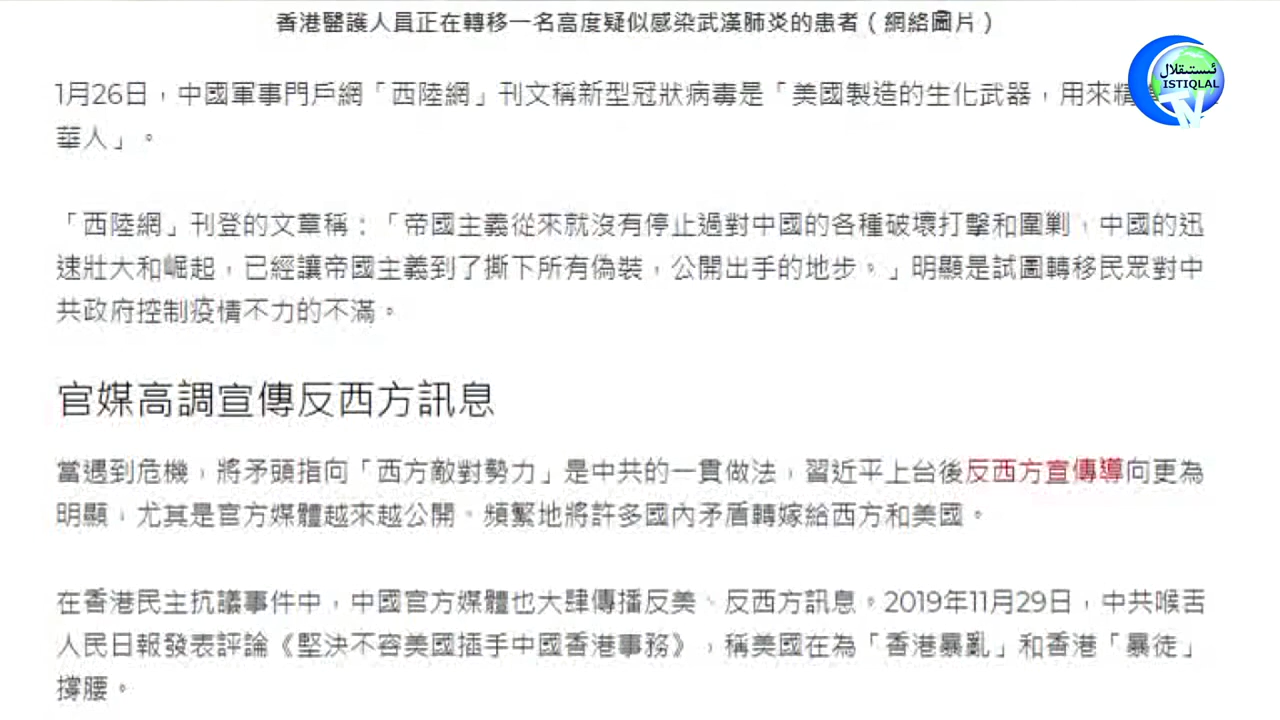 香港醫護人員正在轉移一名高度疑似感染武漢肺炎的患者（網絡圖片）
ئىستىقلال
ISTIQLAL
TV
1月26日，中國軍事門戶網「西陸網」刊文稱新型冠狀病毒是「美國製造的生化武器，用來精
華人」。
「西陸網」刊登的文章稱：「帝國主義從來就沒有停止過對中國的各種破壞打擊和圍剿，中國的迅
速壯大和崛起，已經讓帝國主義到了撕下所有偽裝，公開出手的地步。」明顯是試圖轉移民眾對中
共政府控制疫情不力的不滿。
官媒高調宣傳反西方訊息
當遇到危機，將矛頭指向「西方敵對勢力」是中共的一貫做法，習近平上台後反西方宣傳導向更為
明顯，尤其是官方媒體越來越公開、頻繁地將許多國內矛盾轉嫁給西方和美國。
在香港民主抗議事件中，中國官方媒體也大肆傳播反美、反西方訊息。2019年11月29日，中共喉舌
人民日報發表評論《堅決不容美國插手中國香港事務》，稱美國在為「香港暴亂」和香港「暴徒」
撐腰。